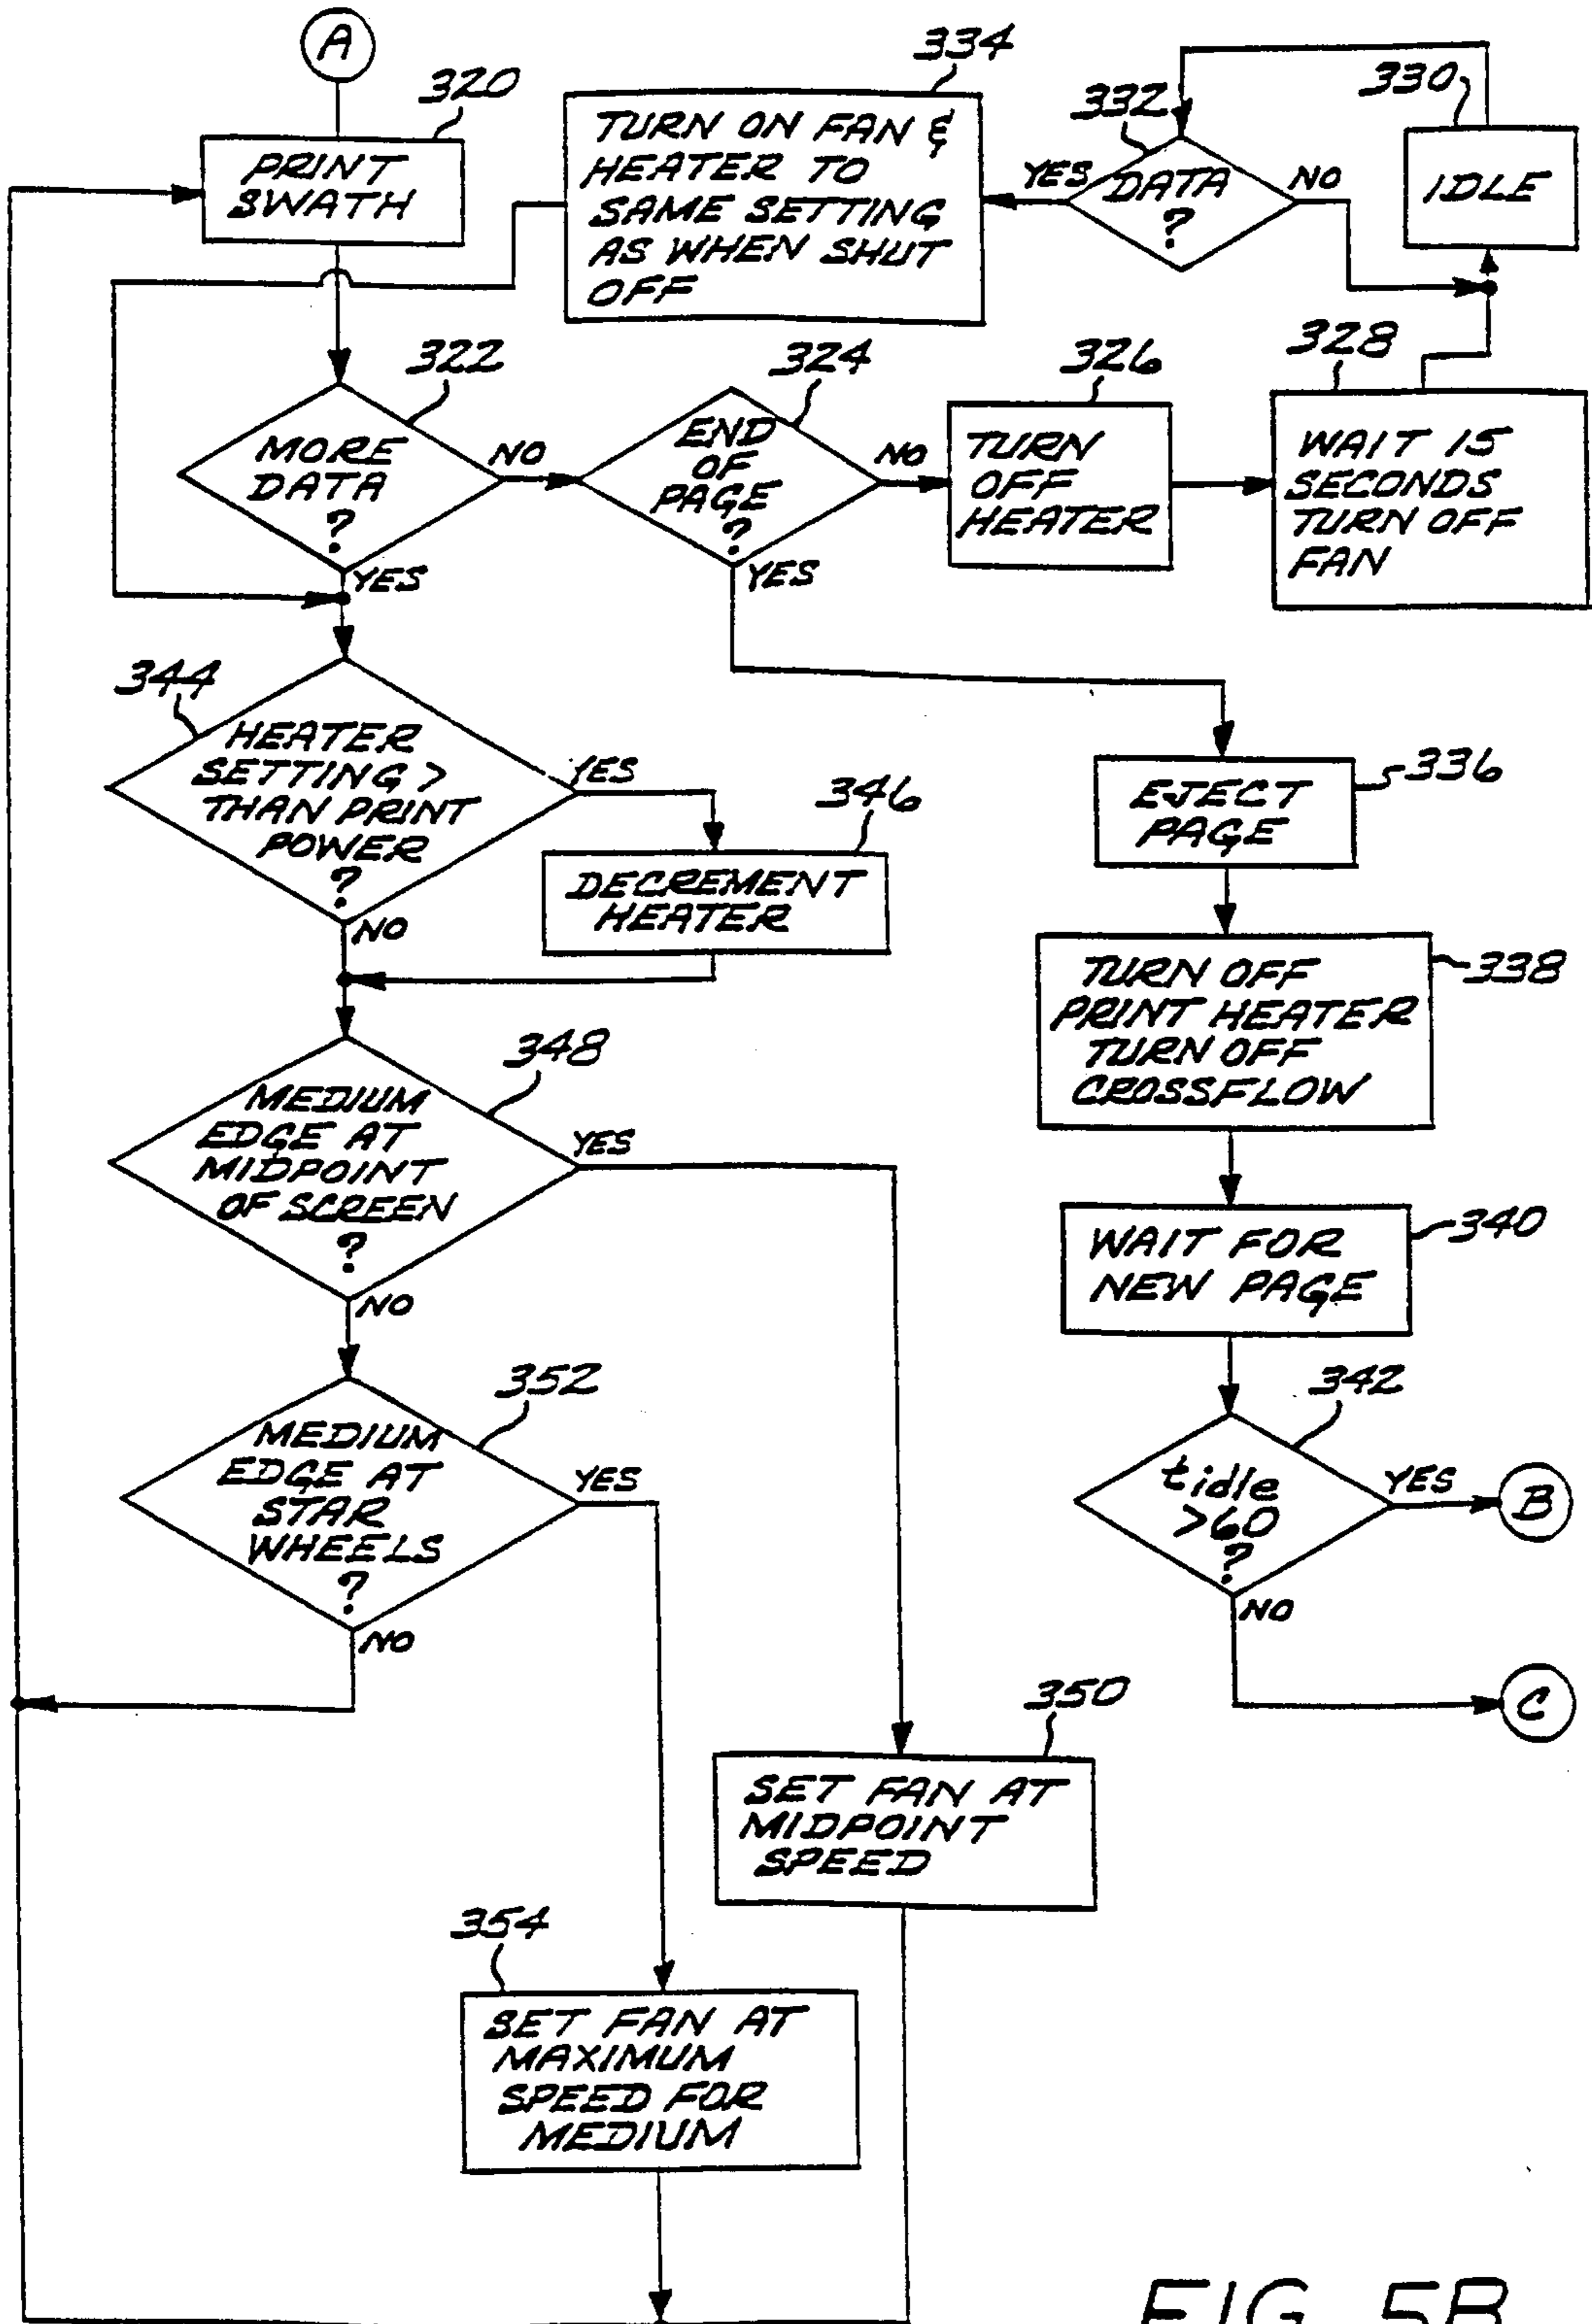 A
320
PRINT
SWATH
334
TURN ON FAN &
HEATER TO
SAME SETTING
AS WHEN SHUT
OFF
332
DATA
?
YES
NO
330
IDLE
322
MORE
DATA
?
NO
YES
324
END
OF
PAGE
?
NO
YES
326
TURN
OFF
HEATER
328
WAIT 15
SECONDS
TURN OFF
FAN
344
HEATER
SETTING >
THAN PRINT
POWER
?
YES
NO
346
DECREMENT
HEATER
336
EJECT
PAGE
338
TURN OFF
PRINT HEATER
TURN OFF
CROSSFLOW
348
MEDIUM
EDGE AT
MIDPOINT
OF SCREEN
?
YES
NO
340
WAIT FOR
NEW PAGE
352
MEDIUM
EDGE AT
STAR
WHEELS
?
YES
NO
342
tidle
>60
?
YES
B
NO
C
350
SET FAN AT
MIDPOINT
SPEED
354
SET FAN AT
MAXIMUM
SPEED FOR
MEDIUM
FIG. 5B